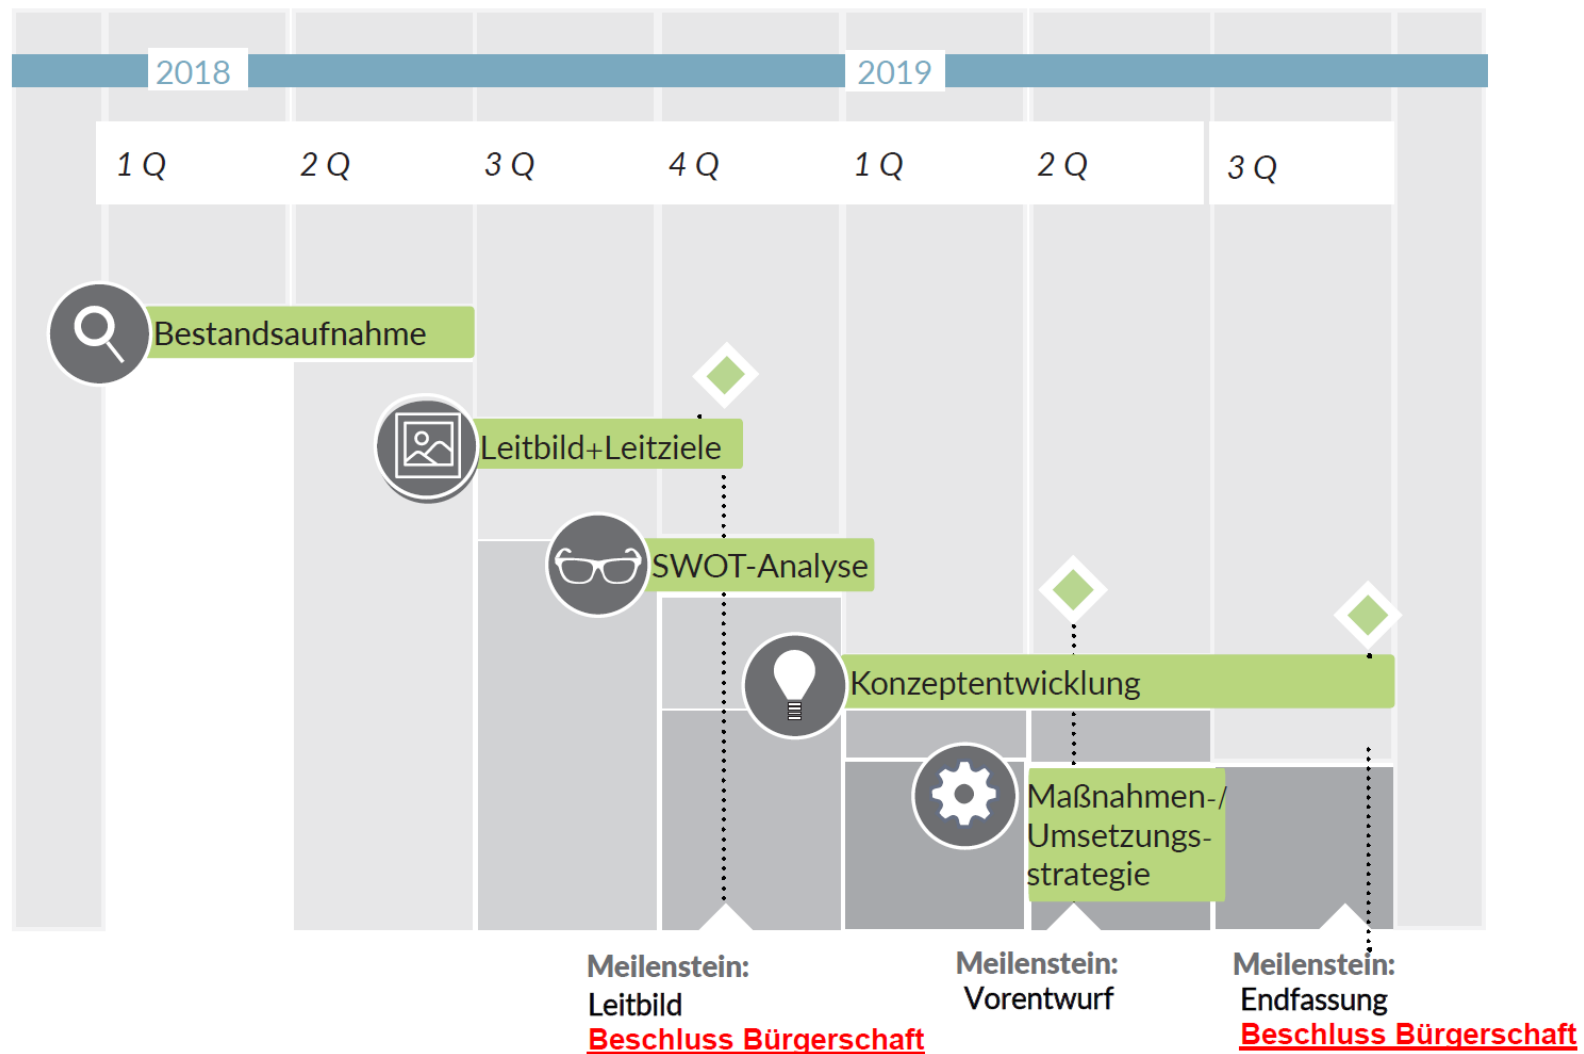 2018 2019
1 Q 2 Q 3 Q 4 Q 1 Q 2 Q 3 Q
Bestandsaufnahme
Leitbild+Leitziele
SWOT-Analyse
Konzeptentwicklung
Maßnahmen-/
Umsetzungs-
strategie
Meilenstein:
Leitbild
Beschluss Bürgerschaft
Meilenstein:
Vorentwurf
Meilenstein:
Endfassung
Beschluss Bürgerschaft